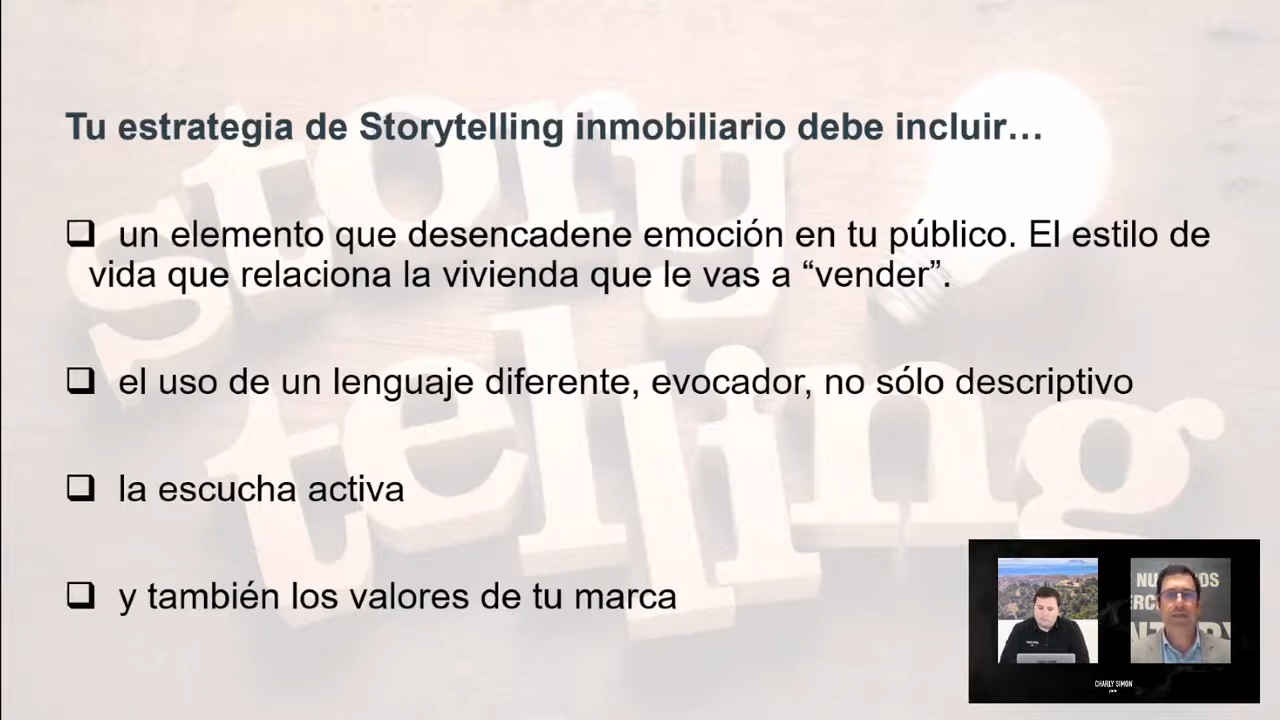 Tu estrategia de Storytelling inmobiliario debe incluir…
❑ un elemento que desencadene emoción en tu público. El estilo de
vida que relaciona la vivienda que le vas a “vender”.
❑ el uso de un lenguaje diferente, evocador, no sólo descriptivo
❑ la escucha activa
❑ y también los valores de tu marca
story
telling
CHARLY SIMON